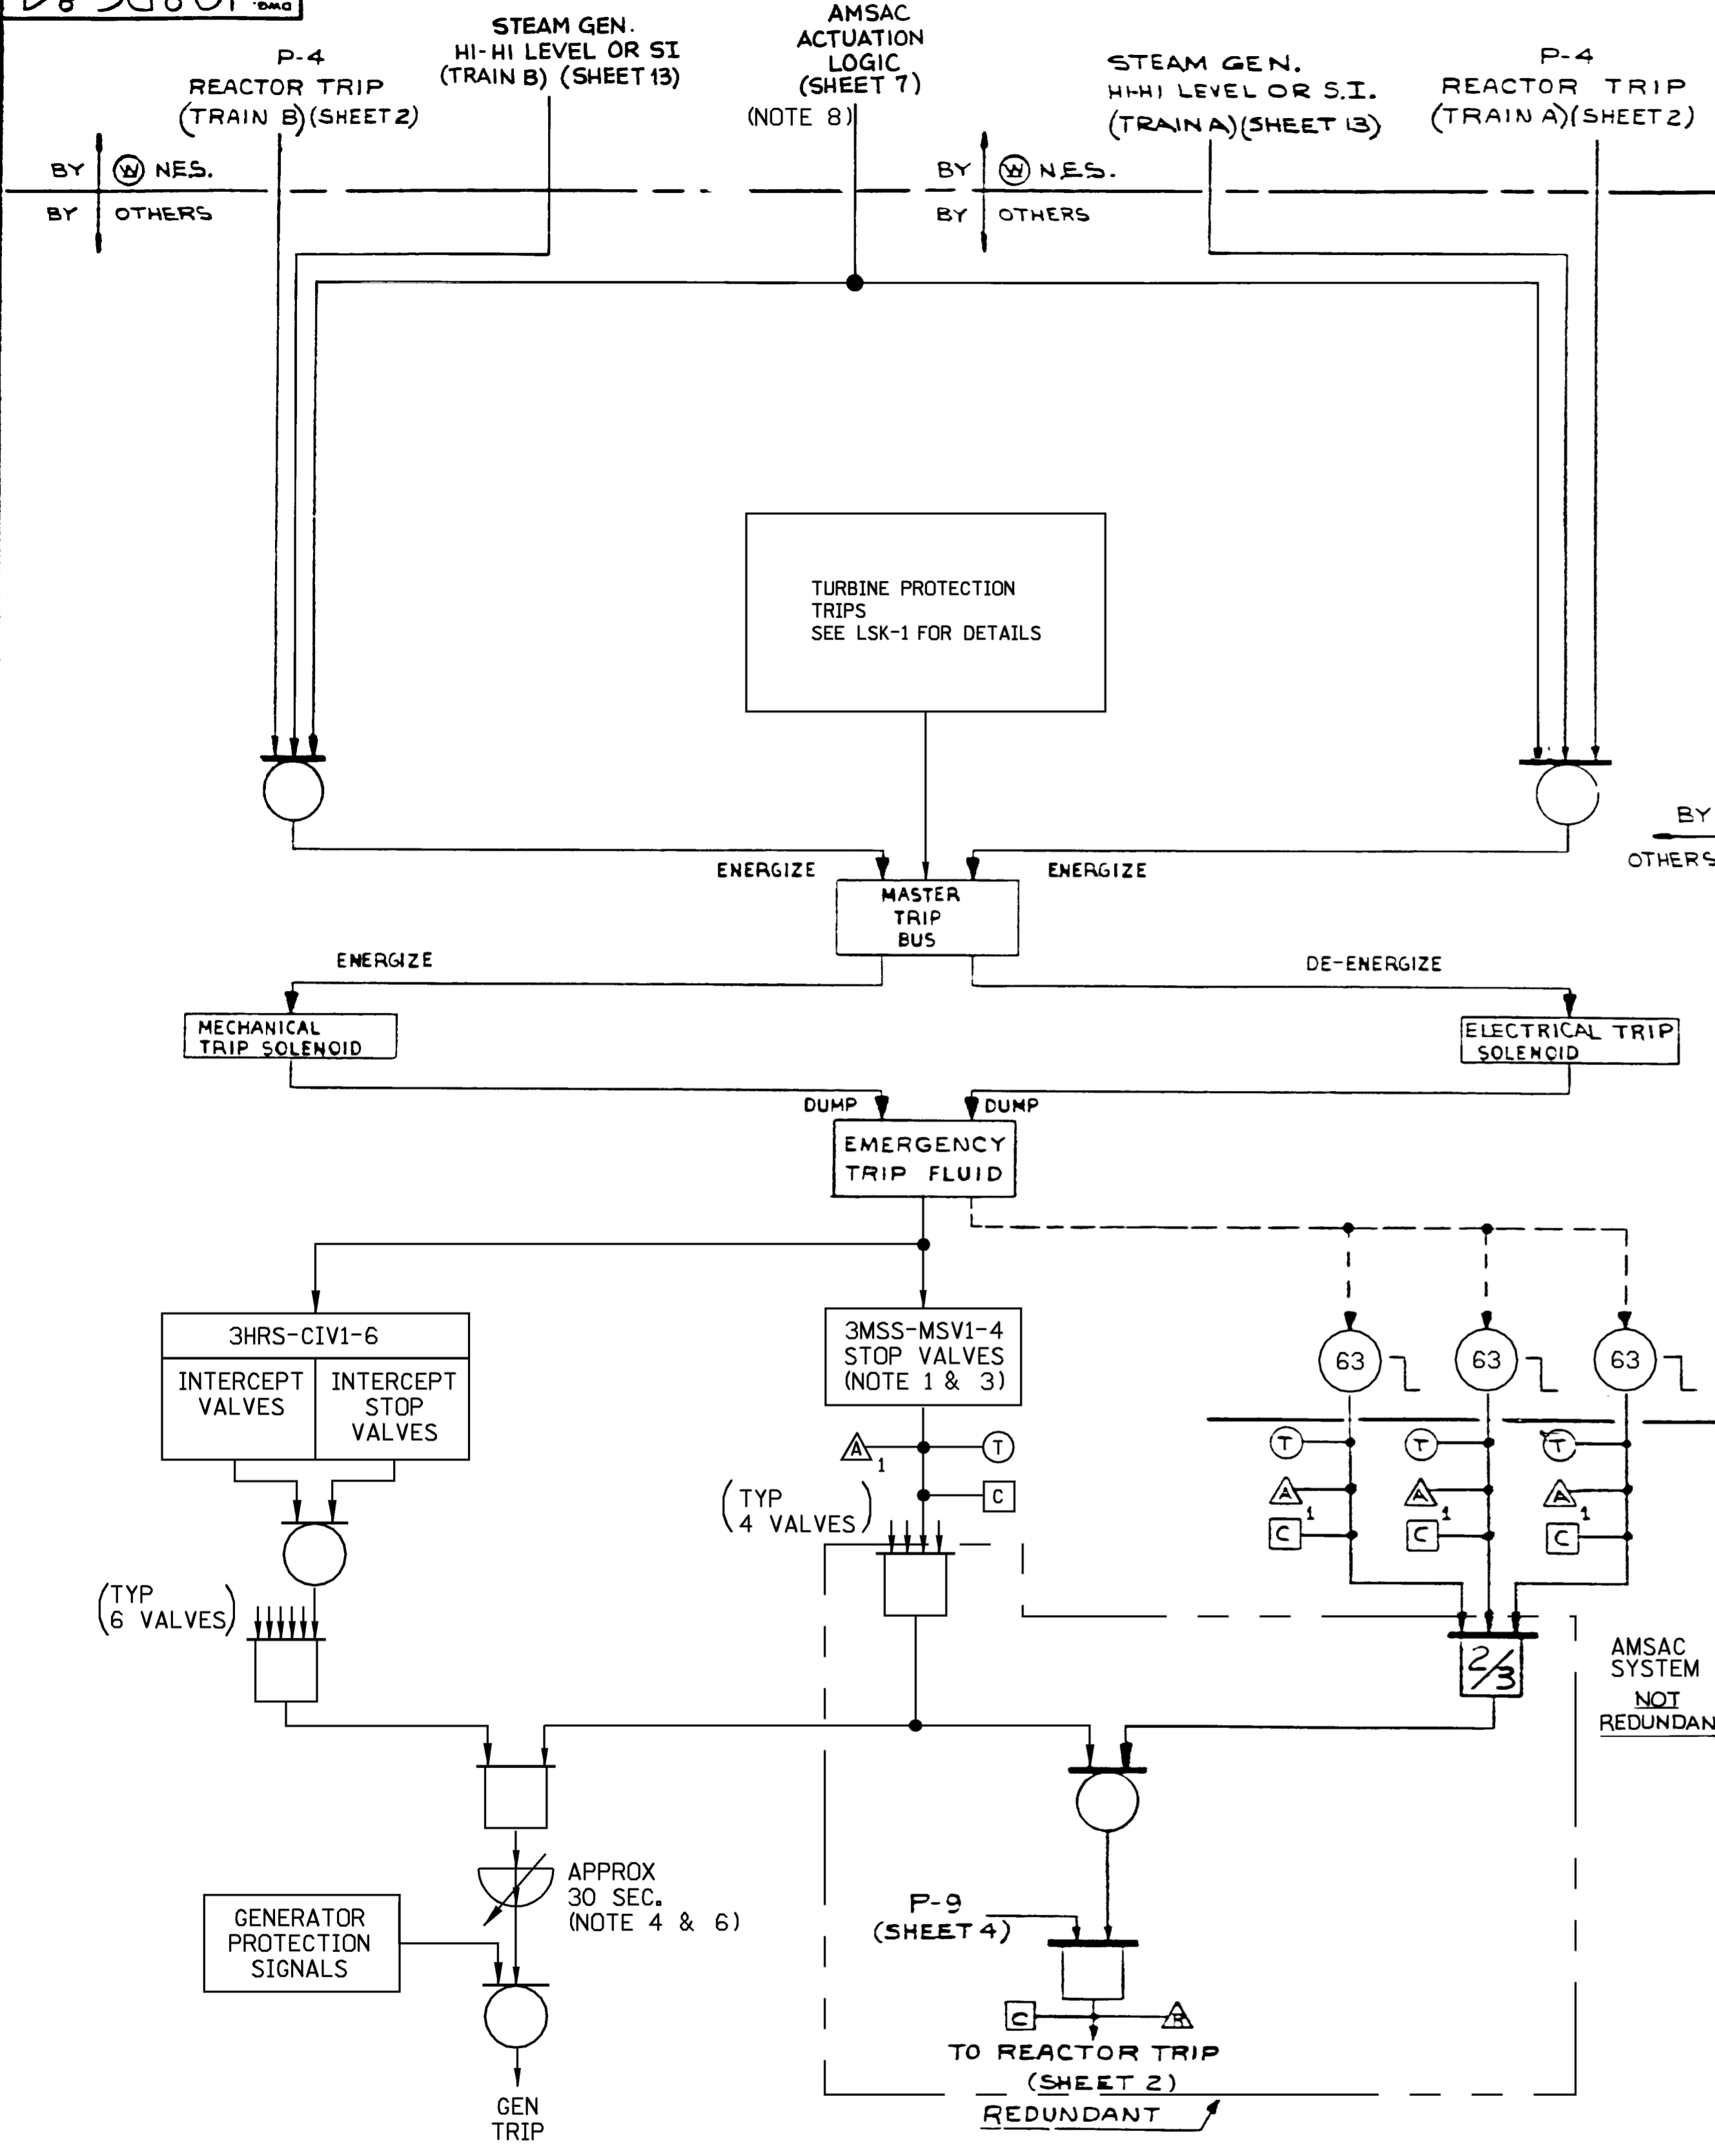 DWG.
P-4
REACTOR TRIP
(TRAIN B)(SHEET 2)
STEAM GEN.
HI-HI LEVEL OR SI
(TRAIN B) (SHEET 13)
AMSAC
ACTUATION
LOGIC
(SHEET 7)
(NOTE 8)
STEAM GEN.
HI-HI LEVEL OR S.I.
(TRAIN A)(SHEET 13)
P-4
REACTOR TRIP
(TRAIN A)(SHEET 2)
BY W NES.
BY OTHERS
BY W N.E.S.
BY OTHERS
TURBINE PROTECTION
TRIPS
SEE LSK-1 FOR DETAILS
BY
OTHERS
ENERGIZE
ENERGIZE
MASTER
TRIP
BUS
ENERGIZE
DE-ENERGIZE
MECHANICAL
TRIP SOLENOID
ELECTRICAL TRIP
SOLENOID
DUMP
DUMP
EMERGENCY
TRIP FLUID
3HRS-CIV1-6
INTERCEPT
VALVES
INTERCEPT
STOP
VALVES
3MSS-MSV1-4
STOP VALVES
(NOTE 1 & 3)
63
63
63
A
1
T
C
(TYP
4 VALVES)
T
T
T
A
1
A
1
A
1
C
C
C
(TYP
6 VALVES)
2/3
AMSAC
SYSTEM
NOT
REDUNDAN
APPROX
30 SEC.
(NOTE 4 & 6)
GENERATOR
PROTECTION
SIGNALS
P-9
(SHEET 4)
C
R
TO REACTOR TRIP
(SHEET 2)
REDUNDANT
GEN
TRIP